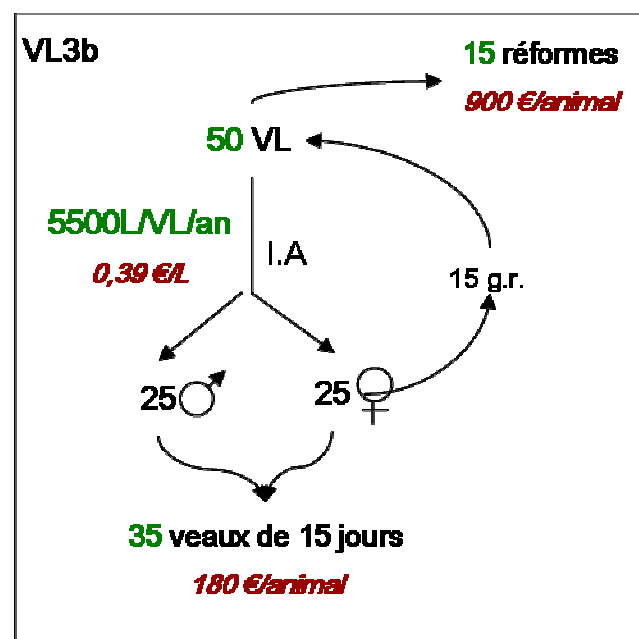 VL3b
15 réformes
900 €/animal
50 VL
5500L/VL/an
0,39 €/L
I.A
15 g.r.
25
25
35 veaux de 15 jours
180 €/animal